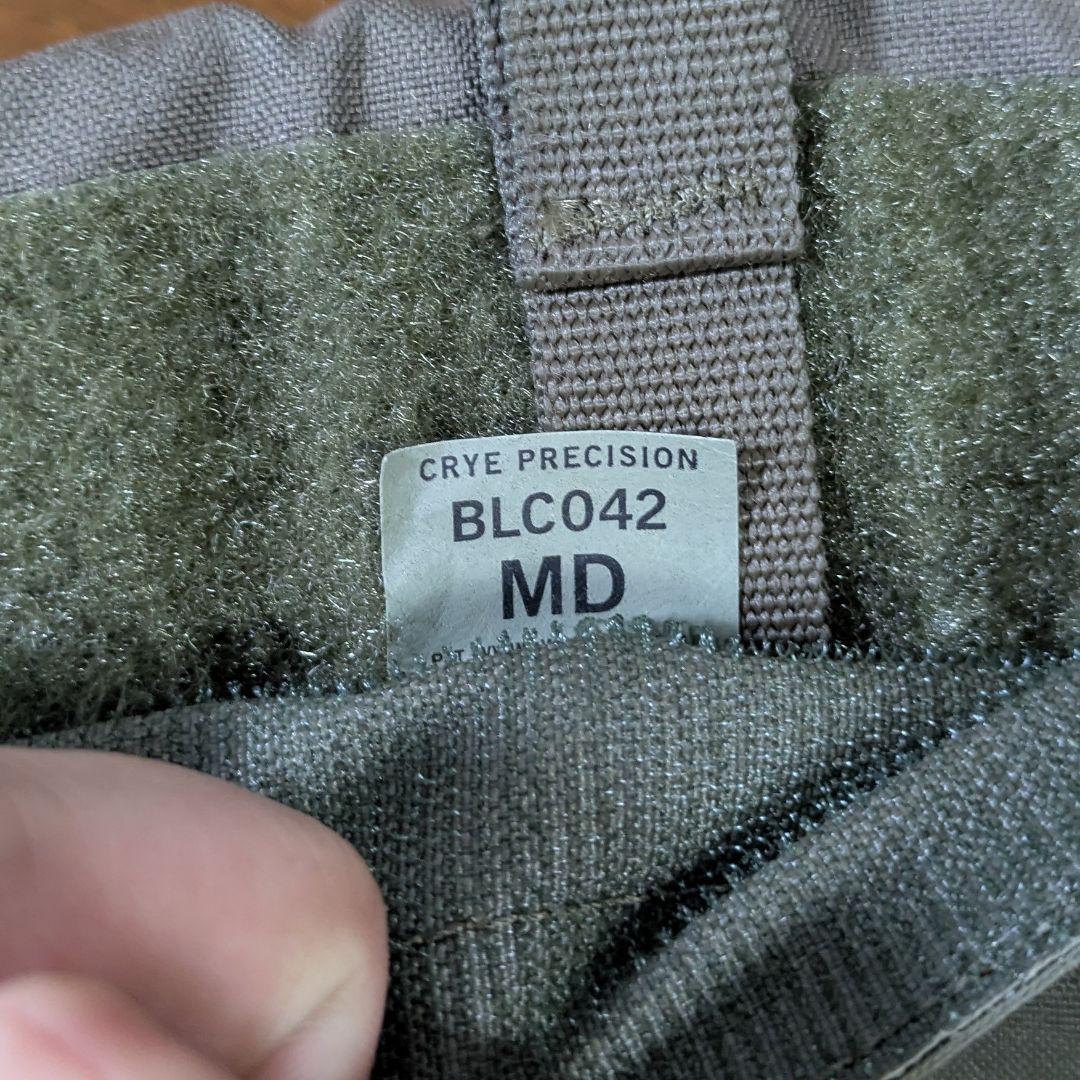 CRYE PRECISION
BLC042
MD